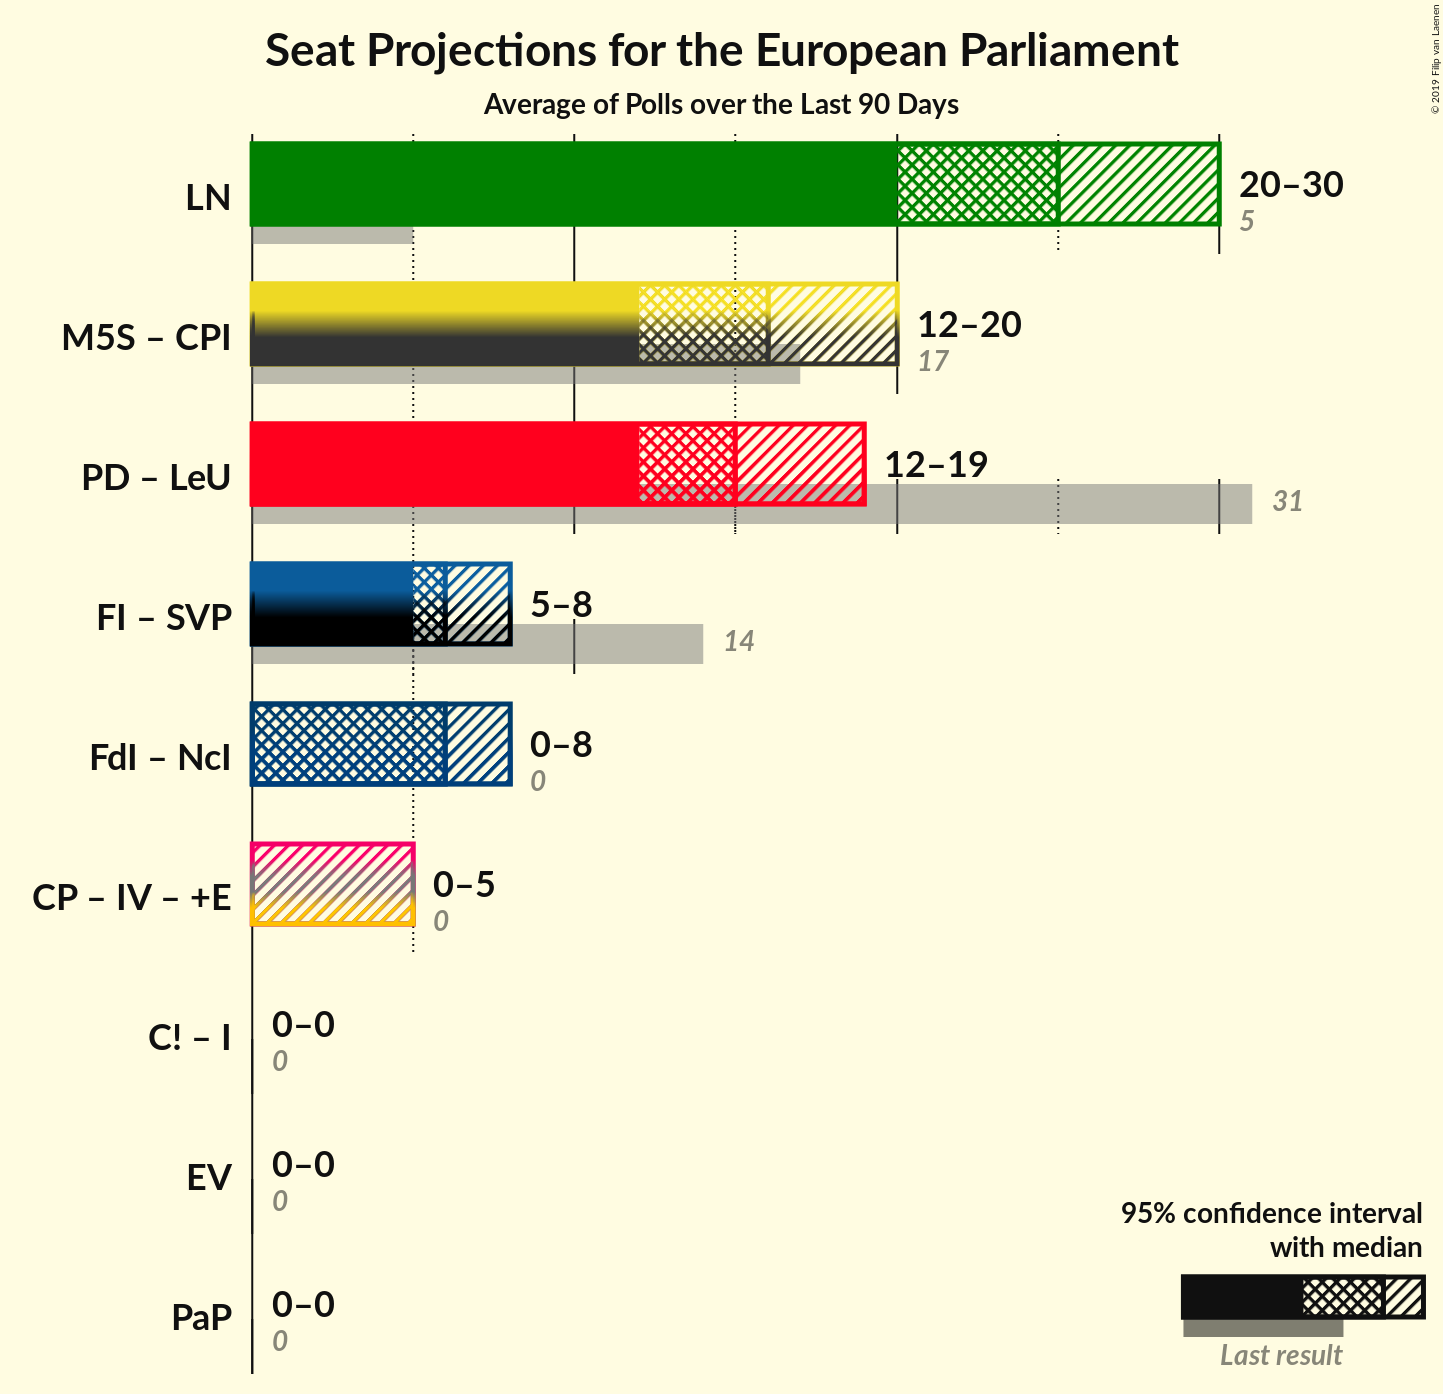 Seat Projections for the European Parliament
Average of Polls over the Last 90 Days
© 2019 Filip van Laenen
LN
20–30
5
M5S – CPI
12–20
17
PD – LeU
12–19
31
FI – SVP
5–8
14
FdI – NcI
0–8
0
CP – IV – +E
0–5
0
C! – I
0–0
0
EV
0–0
0
PaP
0–0
0
95% confidence interval
with median
Last result